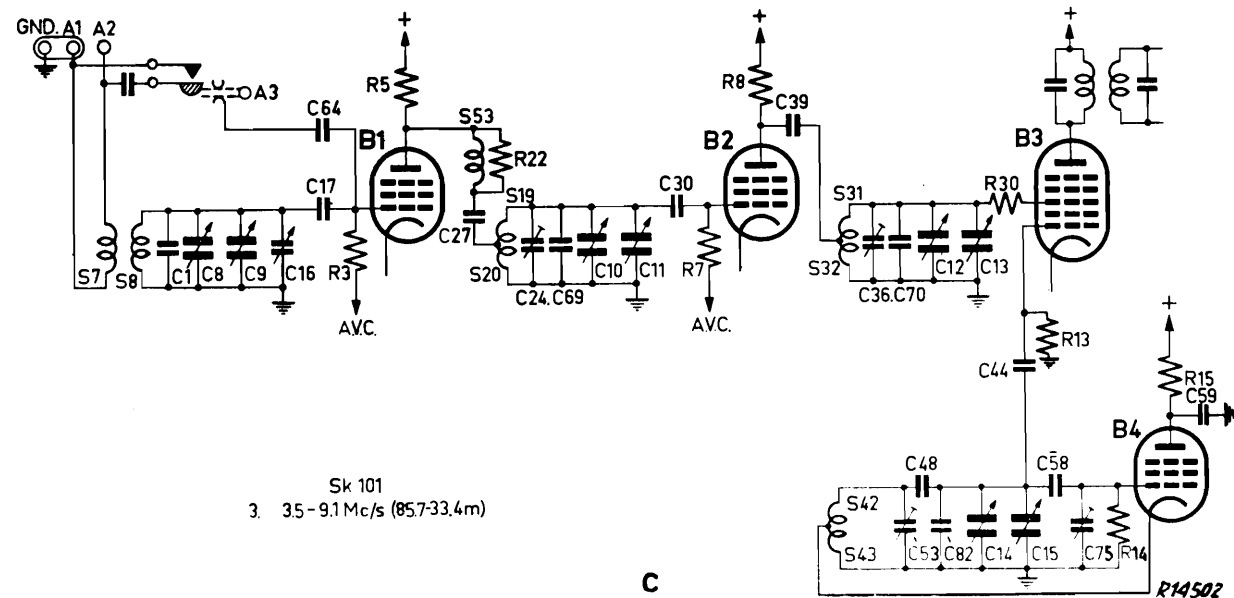 GND. A1 A2
A3
C64
C17
S7
S8
C1
C8
C9
C16
R3
A.V.C.
+
R5
B1
S53
R22
C27
S19
S20
C24.C69
C10
C11
C30
R7
A.V.C.
+
R8
C39
B2
S31
S32
C36.C70
C12
C13
R30
+
B3
R13
C44
+
R15
C59
B4
C48
C58
S42
S43
C53
C82
C14
C15
C75
R14
Sk 101
3. 3.5-9.1 Mc/s (85.7-33.4m)
C
R14502